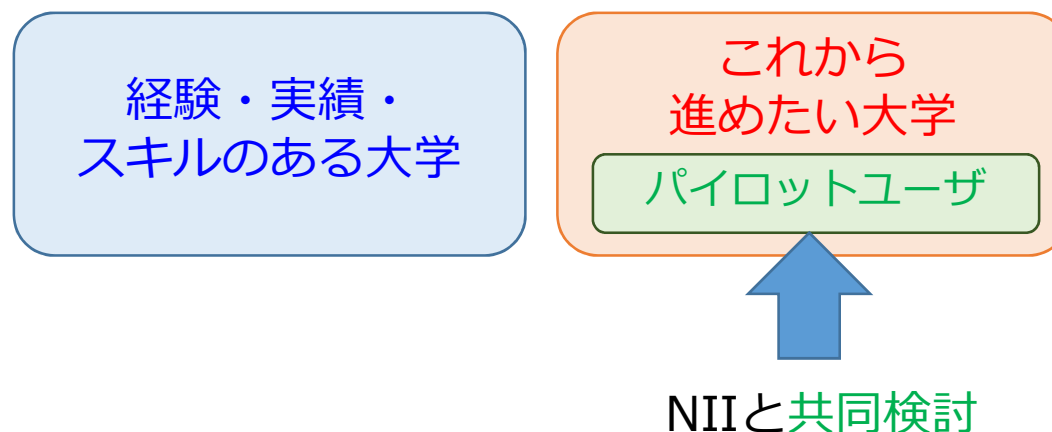 経験・実績・
スキルのある大学
これから
進めたい大学
パイロットユーザ
NIIと共同検討